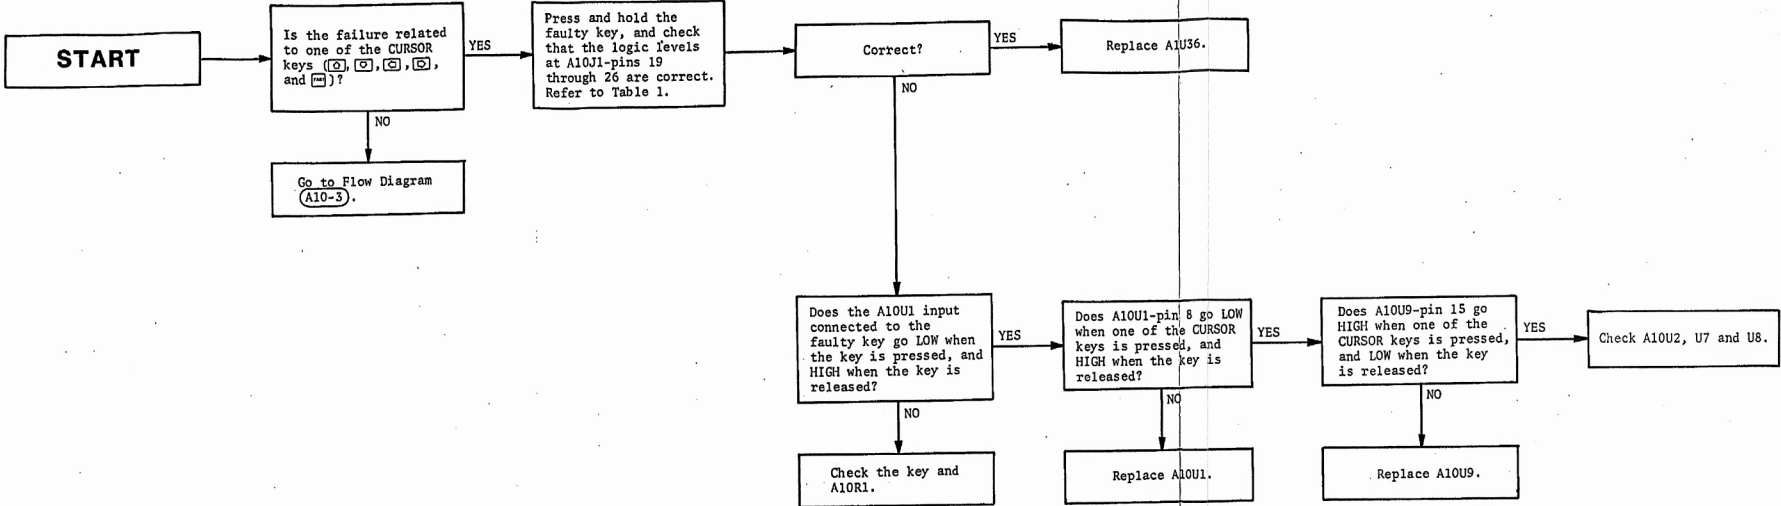 START
Is the failure related
to one of the CURSOR
keys ( , , , ,
and FAST )?
YES
NO
Go to Flow Diagram
A10-3.
Press and hold the
faulty key, and check
that the logic levels
at A10J1-pins 19
through 26 are correct.
Refer to Table 1.
Correct?
YES
Replace A1U36.
NO
Does the A10U1 input
connected to the
faulty key go LOW when
the key is pressed, and
HIGH when the key is
released?
YES
NO
Check the key and
A10R1.
Does A10U1-pin 8 go LOW
when one of the CURSOR
keys is pressed, and
HIGH when the key is
released?
YES
NO
Replace A10U1.
Does A10U9-pin 15 go
HIGH when one of the
CURSOR keys is pressed,
and LOW when the key
is released?
YES
NO
Replace A10U9.
Check A10U2, U7 and U8.